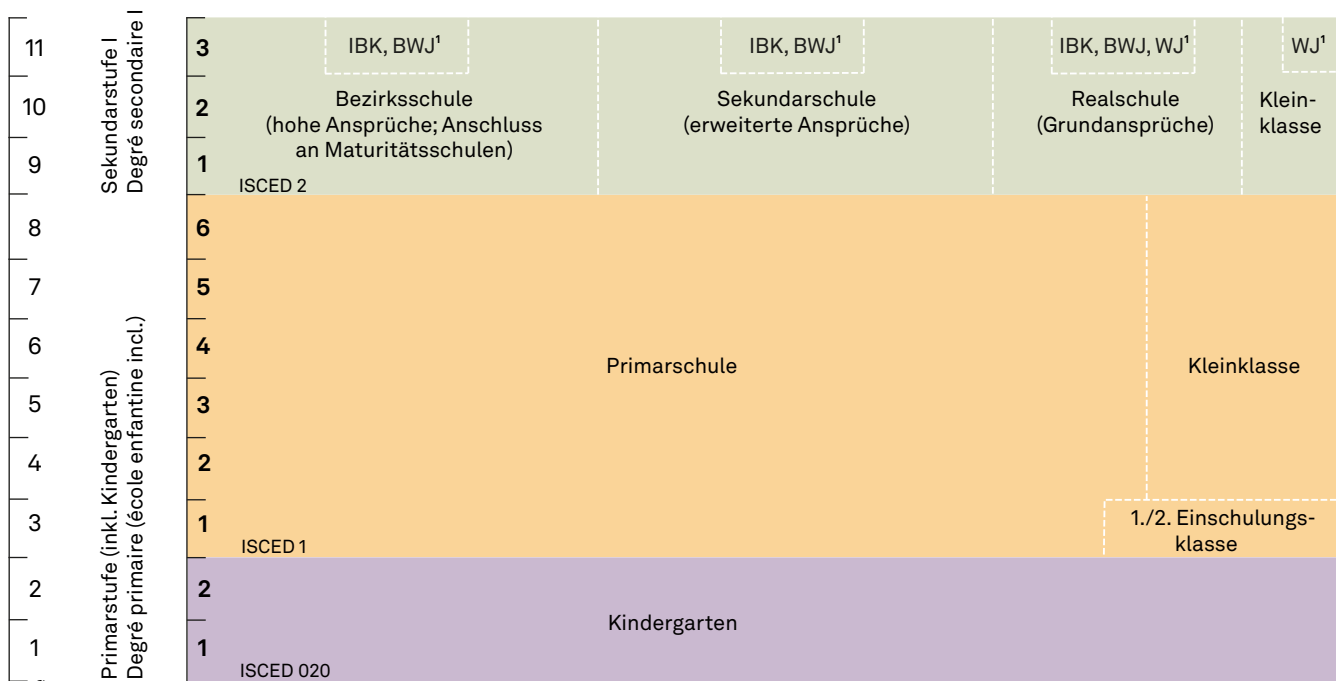 11
Sekundarstufe I
Degré secondaire I
3
IBK, BWJ¹
IBK, BWJ¹
IBK, BWJ, WJ¹
WJ¹
10
2
Bezirksschule
(hohe Ansprüche; Anschluss
an Maturitätsschulen)
Sekundarschule
(erweiterte Ansprüche)
Realschule
(Grundansprüche)
Klein-
klasse
9
1
ISCED 2
8
6
7
5
6
4
Primarschule
Kleinklasse
5
3
4
2
3
1
1./2. Einschulungs-
klasse
ISCED 1
Primarstufe (inkl. Kindergarten)
Degré primaire (école enfantine incl.)
2
2
Kindergarten
1
1
ISCED 020